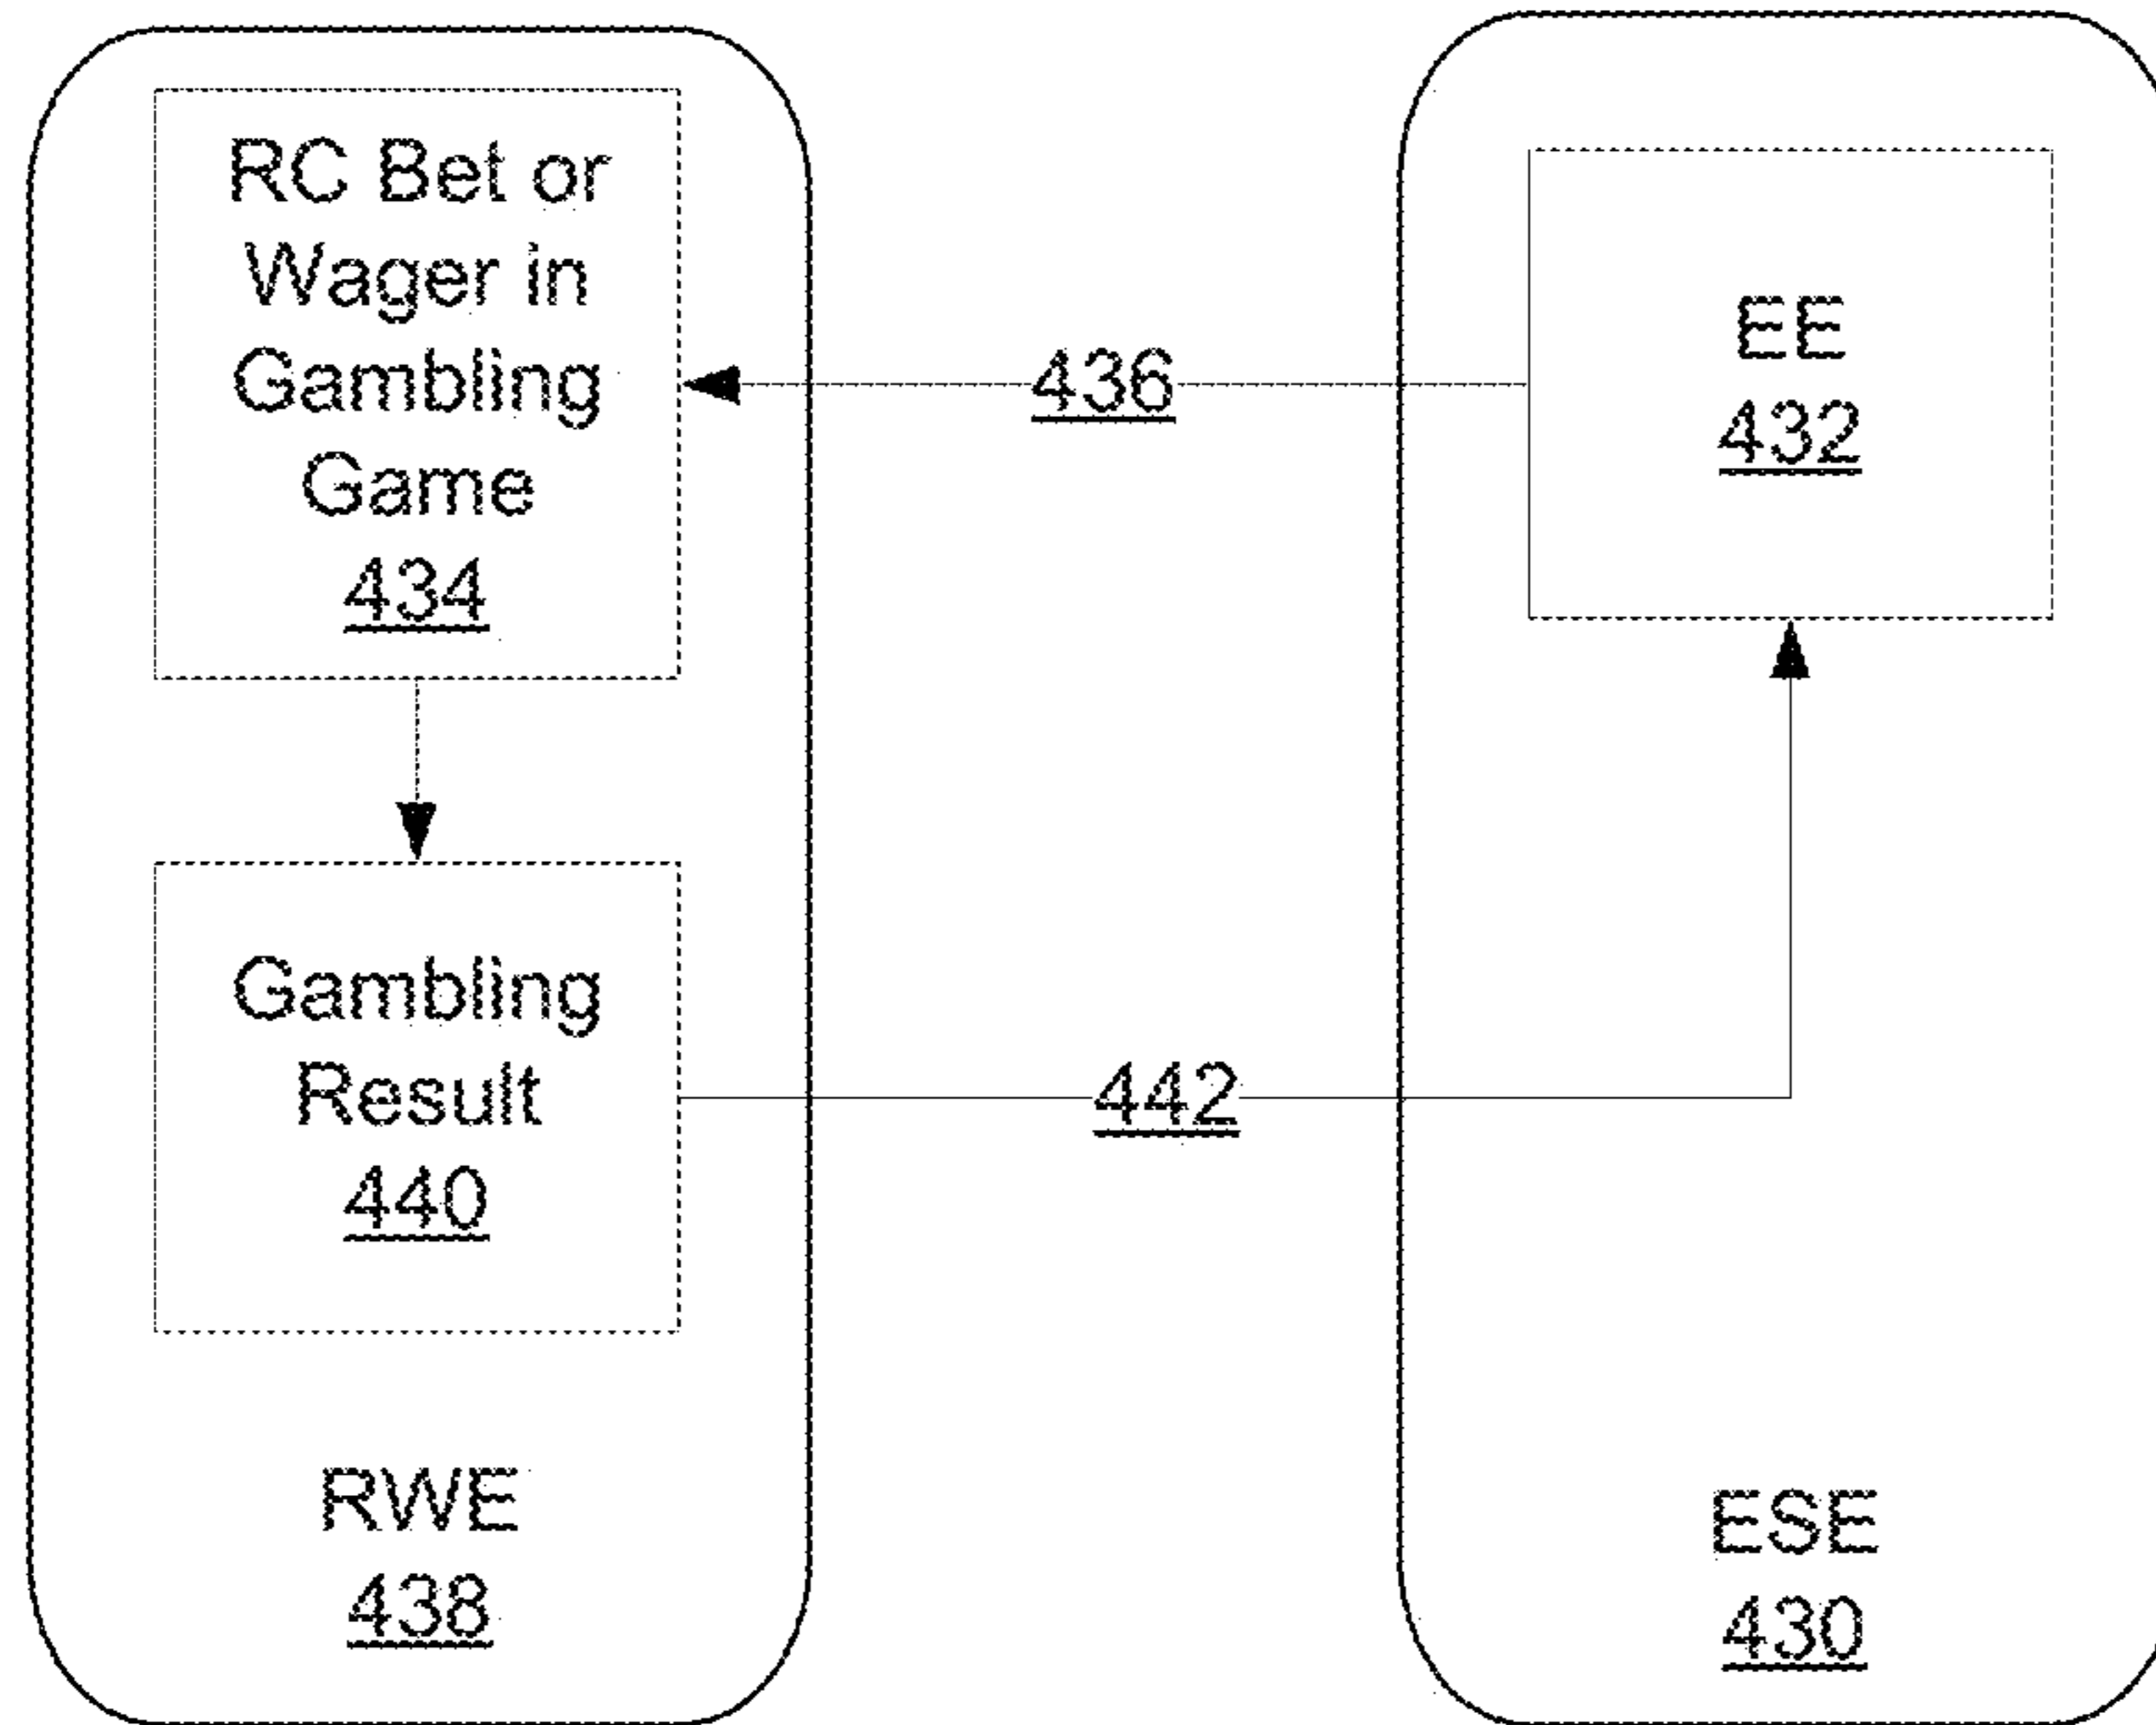 RC Bet or
Wager in
Gambling
Game
434
436
EE
432
Gambling
Result
440
442
RWE
438
ESE
430